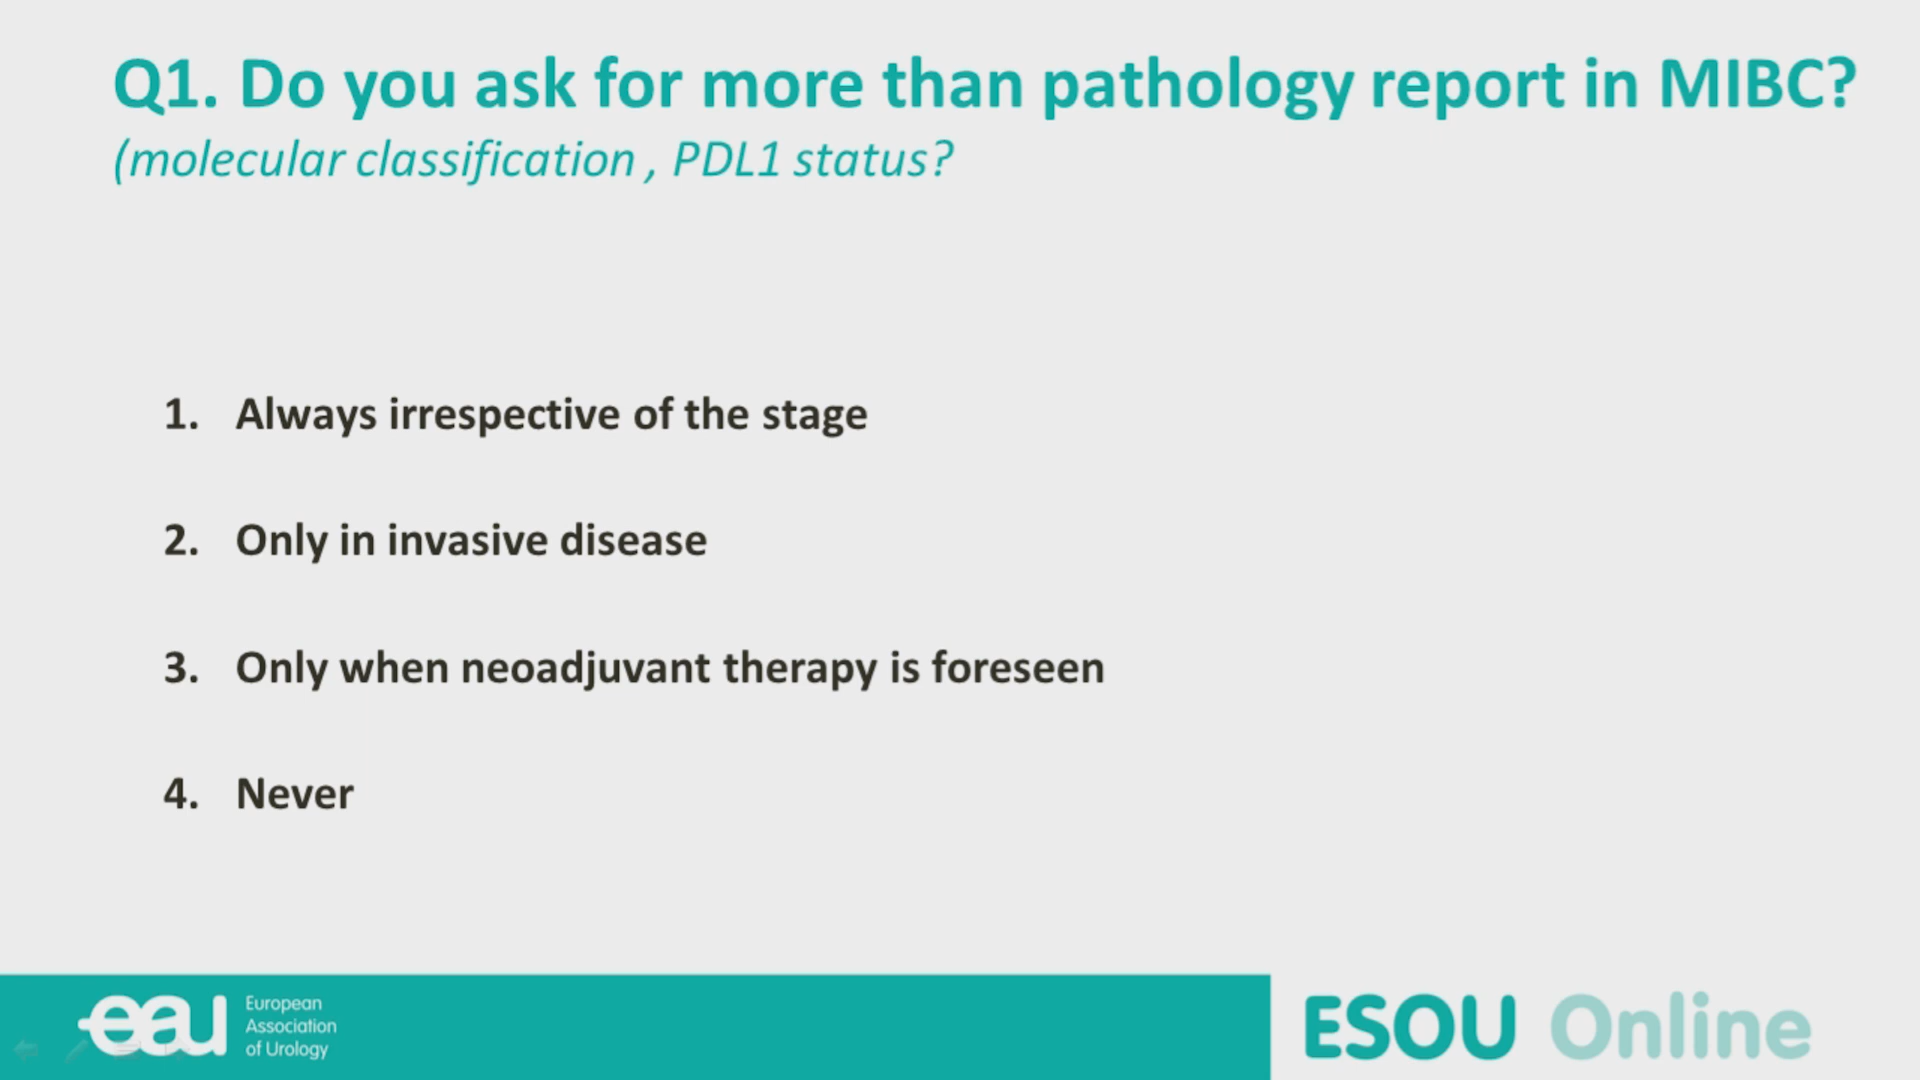 Q1. Do you ask for more than pathology report in MIBC?
(molecular classification , PDL1 status?
1. Always irrespective of the stage
2. Only in invasive disease
3. Only when neoadjuvant therapy is foreseen
4. Never
eau
European
Association
of Urology
ESOU Online